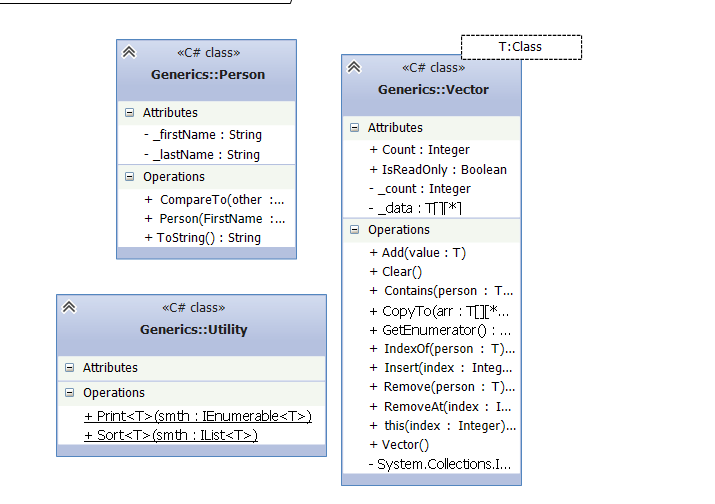 «C# class»
Generics::Person
Attributes
- _firstName : String
- _lastName : String
Operations
+ CompareTo(other :...
+ Person(FirstName :...
+ ToString() : String
T:Class
«C# class»
Generics::Vector
Attributes
+ Count : Integer
+ IsReadOnly : Boolean
- _count : Integer
- _data : T[][*]
Operations
+ Add(value : T)
+ Clear()
+ Contains(person : T...
+ CopyTo(arr : T[][*...
+ GetEnumerator() : ...
+ IndexOf(person : T)...
+ Insert(index : Integ...
+ Remove(person : T)...
+ RemoveAt(index : I...
+ this(index : Integer)...
+ Vector()
- System.Collections.I...
«C# class»
Generics::Utility
Attributes
Operations
+ Print<T>(smth : IEnumerable<T>)
+ Sort<T>(smth : IList<T>)